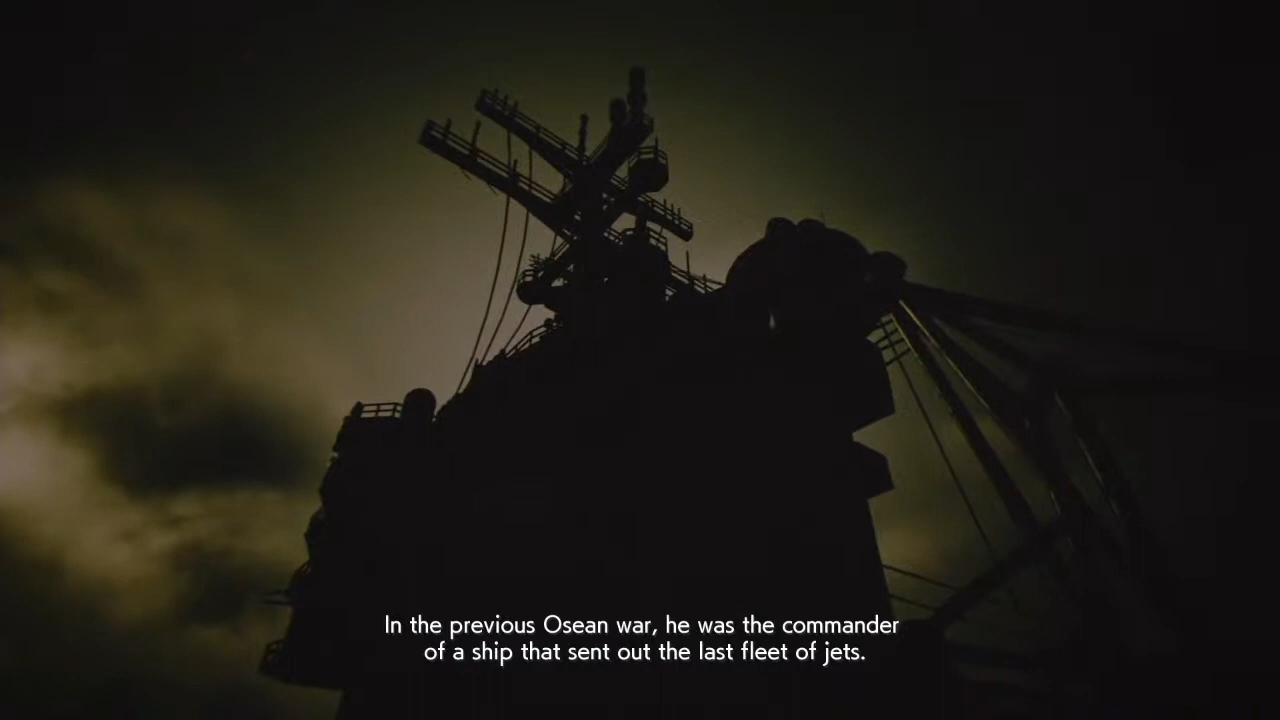 In the previous Osean war, he was the commander
of a ship that sent out the last fleet of jets.